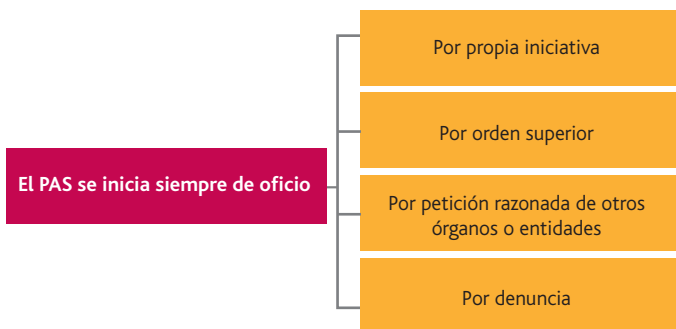 El PAS se inicia siempre de oficio
Por propia iniciativa
Por orden superior
Por petición razonada de otros
órganos o entidades
Por denuncia